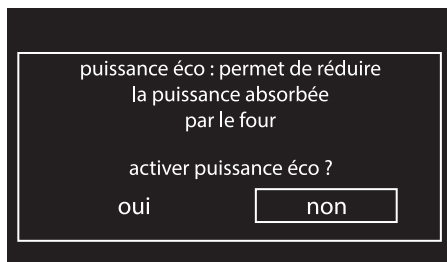 puissance éco : permet de réduire
la puissance absorbée
par le four
activer puissance éco ?
oui non